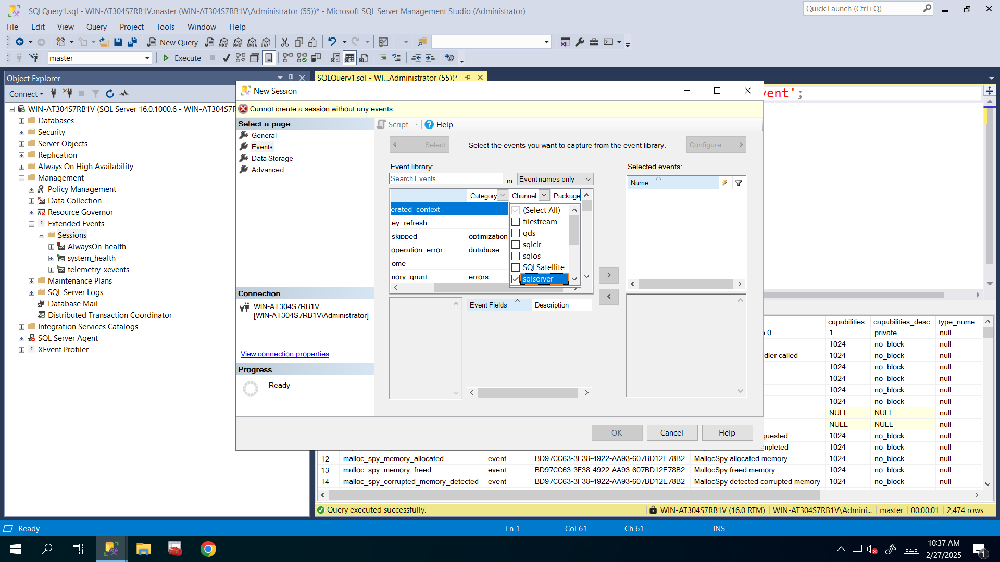 SQLQuery1.sql - WIN-AT304S7RB1V.master (WIN-AT304S7RB1V\Administrator (55))* - Microsoft SQL Server Management Studio (Administrator)
Quick Launch (Ctrl+Q)
File Edit View Query Project Tools Window Help
New Query
MDX DMX XMLA DAX
master
Execute
Object Explorer
SQLQuery1.sql - WI...Administrator (55))*
Connect
WIN-AT304S7RB1V (SQL Server 16.0.1000.6 - WIN-AT304S7R
Databases
Security
Server Objects
Replication
Always On High Availability
Management
Policy Management
Data Collection
Resource Governor
Extended Events
Sessions
AlwaysOn_health
system_health
telemetry_xevents
Maintenance Plans
SQL Server Logs
Database Mail
Distributed Transaction Coordinator
Integration Services Catalogs
SQL Server Agent
XEvent Profiler
vent';
New Session
Cannot create a session without any events.
Select a page
General
Events
Data Storage
Advanced
Connection
WIN-AT304S7RB1V
[WIN-AT304S7RB1V\Administrator]
View connection properties
Progress
Ready
Script Help
Select
Select the events you want to capture from the event library.
Configure
Event library:
Search Events
in
Event names only
Category Channel Package
erated_context
key_refresh
skipped optimization
operation_error database
come
mory_grant errors
(Select All)
filestream
qds
sqlclr
sqlos
SQLSatellite
sqlserver
Event Fields Description
>
<
Selected events:
Name
OK Cancel Help
capabilities capabilities_desc type_name
e 0. 1 private null
1024 no_block null
dler called 1024 no_block null
1024 no_block null
1024 no_block null
1024 no_block null
1024 no_block null
NULL NULL null
NULL NULL null
quested 1024 no_block null
mpleted 1024 no_block null
12 malloc_spy_memory_allocated event BD97CC63-3F38-4922-AA93-607BD12E78B2 MallocSpy allocated memory 1024 no_block null
13 malloc_spy_memory_freed event BD97CC63-3F38-4922-AA93-607BD12E78B2 MallocSpy freed memory 1024 no_block null
14 malloc_spy_corrupted_memory_detected event BD97CC63-3F38-4922-AA93-607BD12E78B2 MallocSpy detected corrupted memory 1024 no_block null
Query executed successfully.
WIN-AT304S7RB1V (16.0 RTM) WIN-AT304S7RB1V\Admini... master 00:00:01 2,474 rows
Ready Ln 1 Col 61 Ch 61 INS
10:37 AM
2/27/2025
1